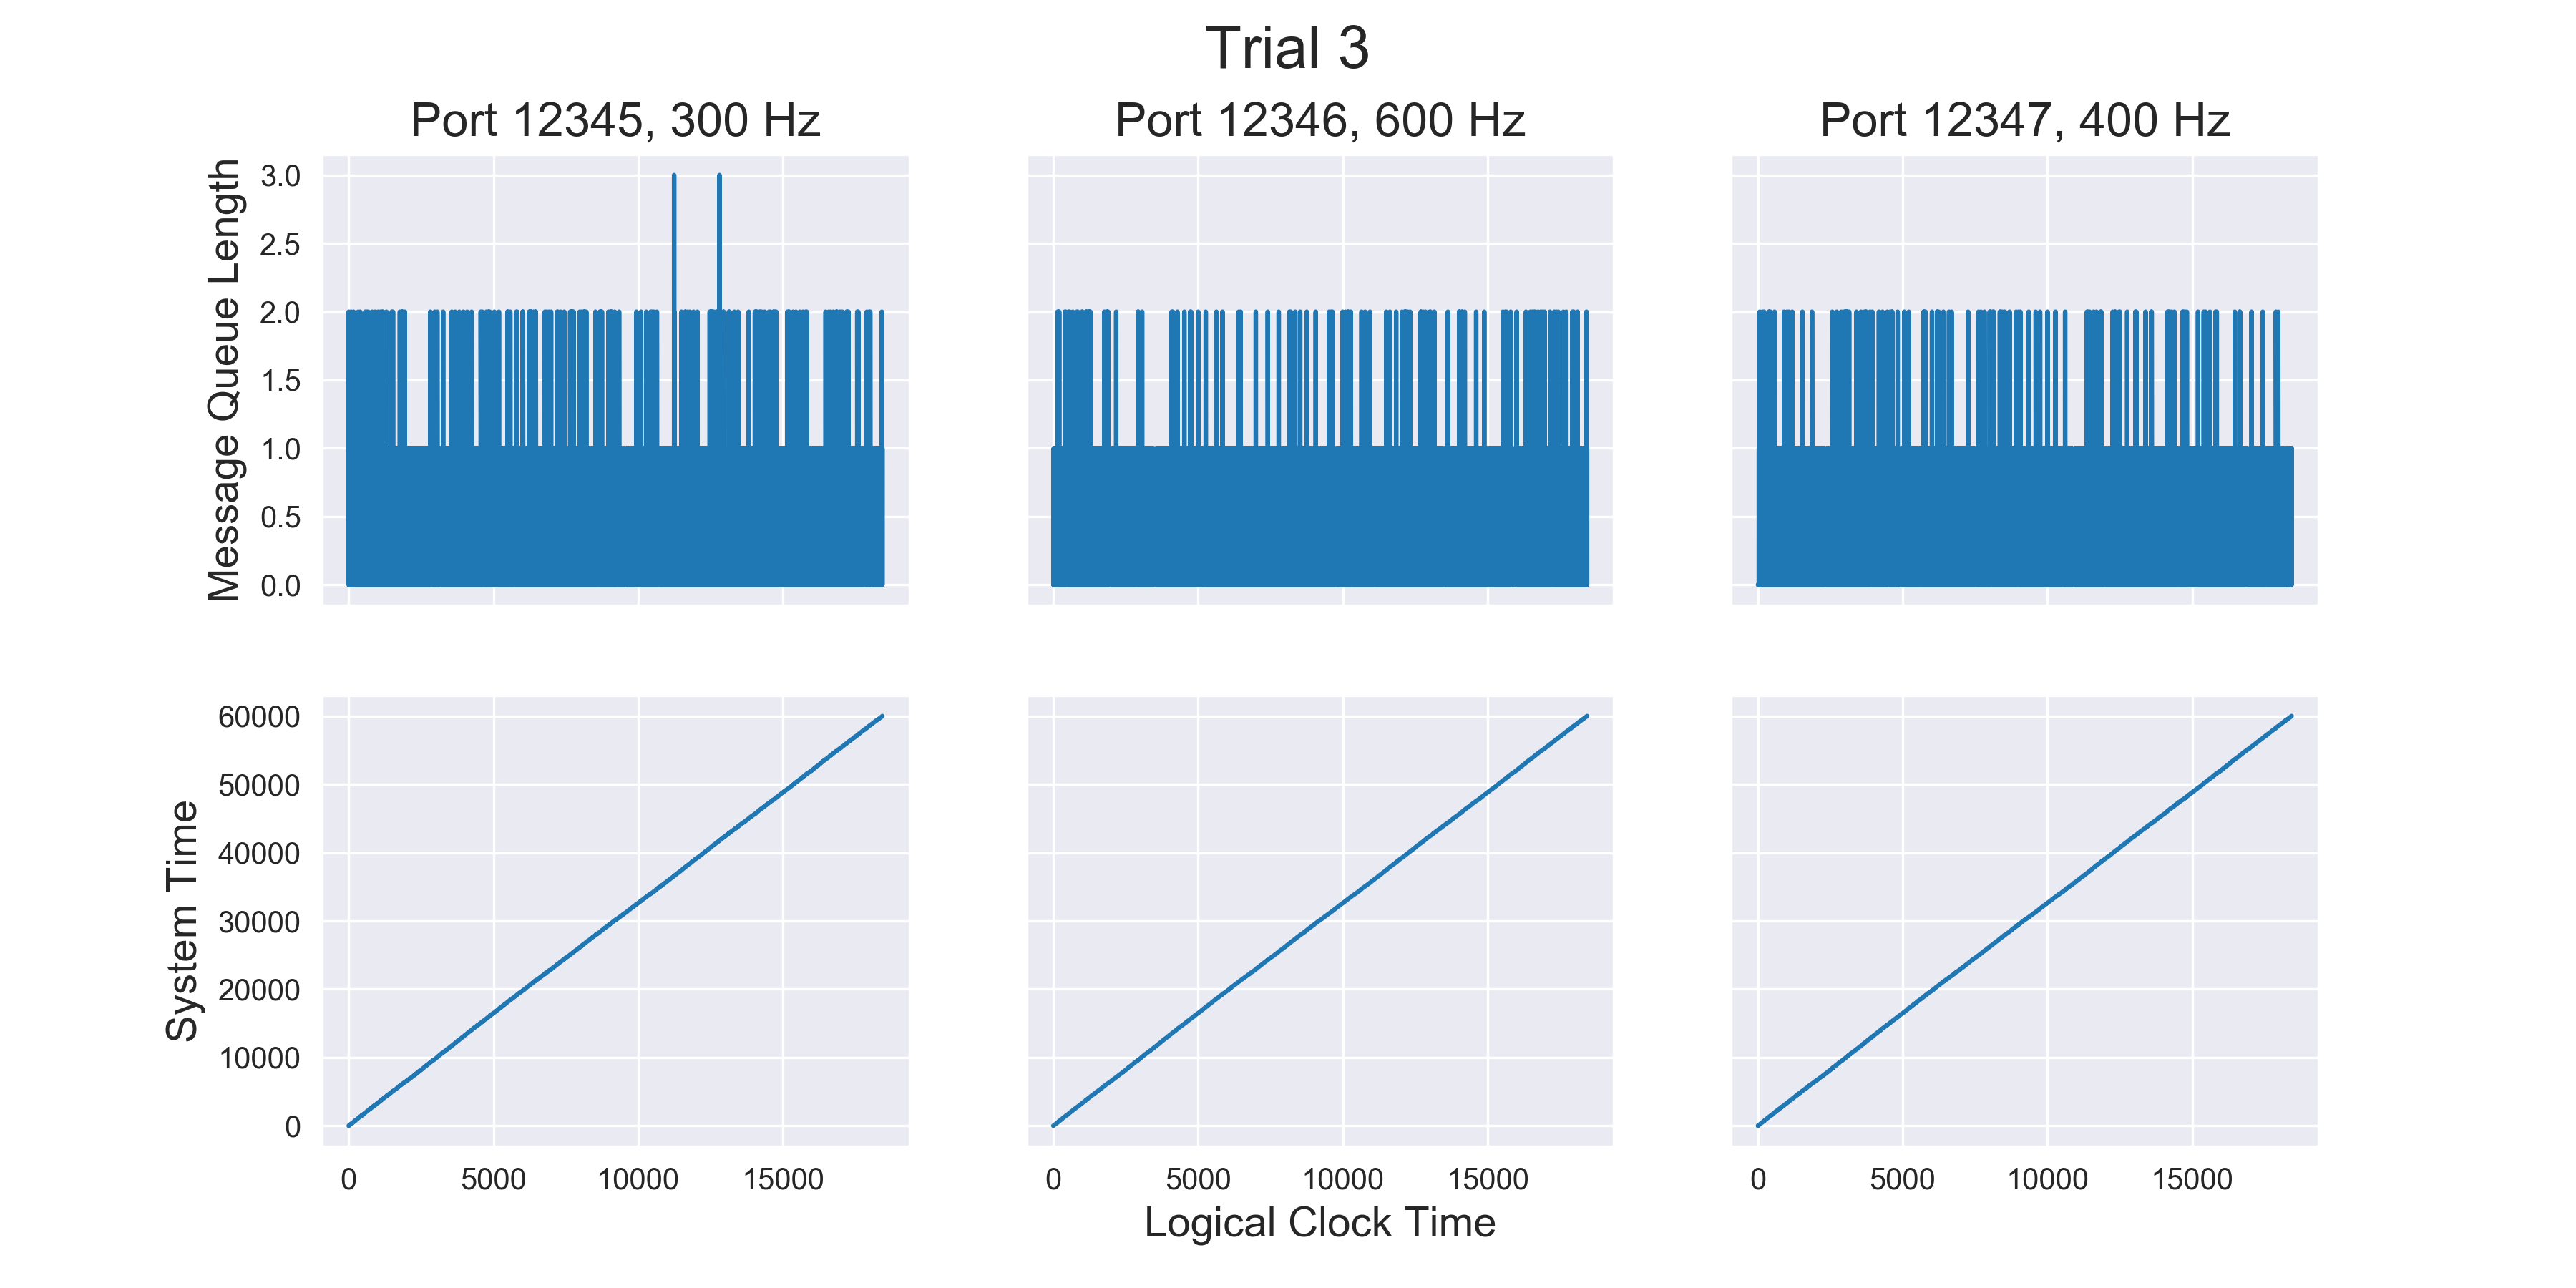 Trial 3
Port 12345, 300 Hz
Port 12346, 600 Hz
Port 12347, 400 Hz
Message Queue Length
3.0
2.5
2.0
1.5
1.0
0.5
0.0
System Time
60000
50000
40000
30000
20000
10000
0
0 5000 10000 15000
0 5000 10000 15000
0 5000 10000 15000
Logical Clock Time